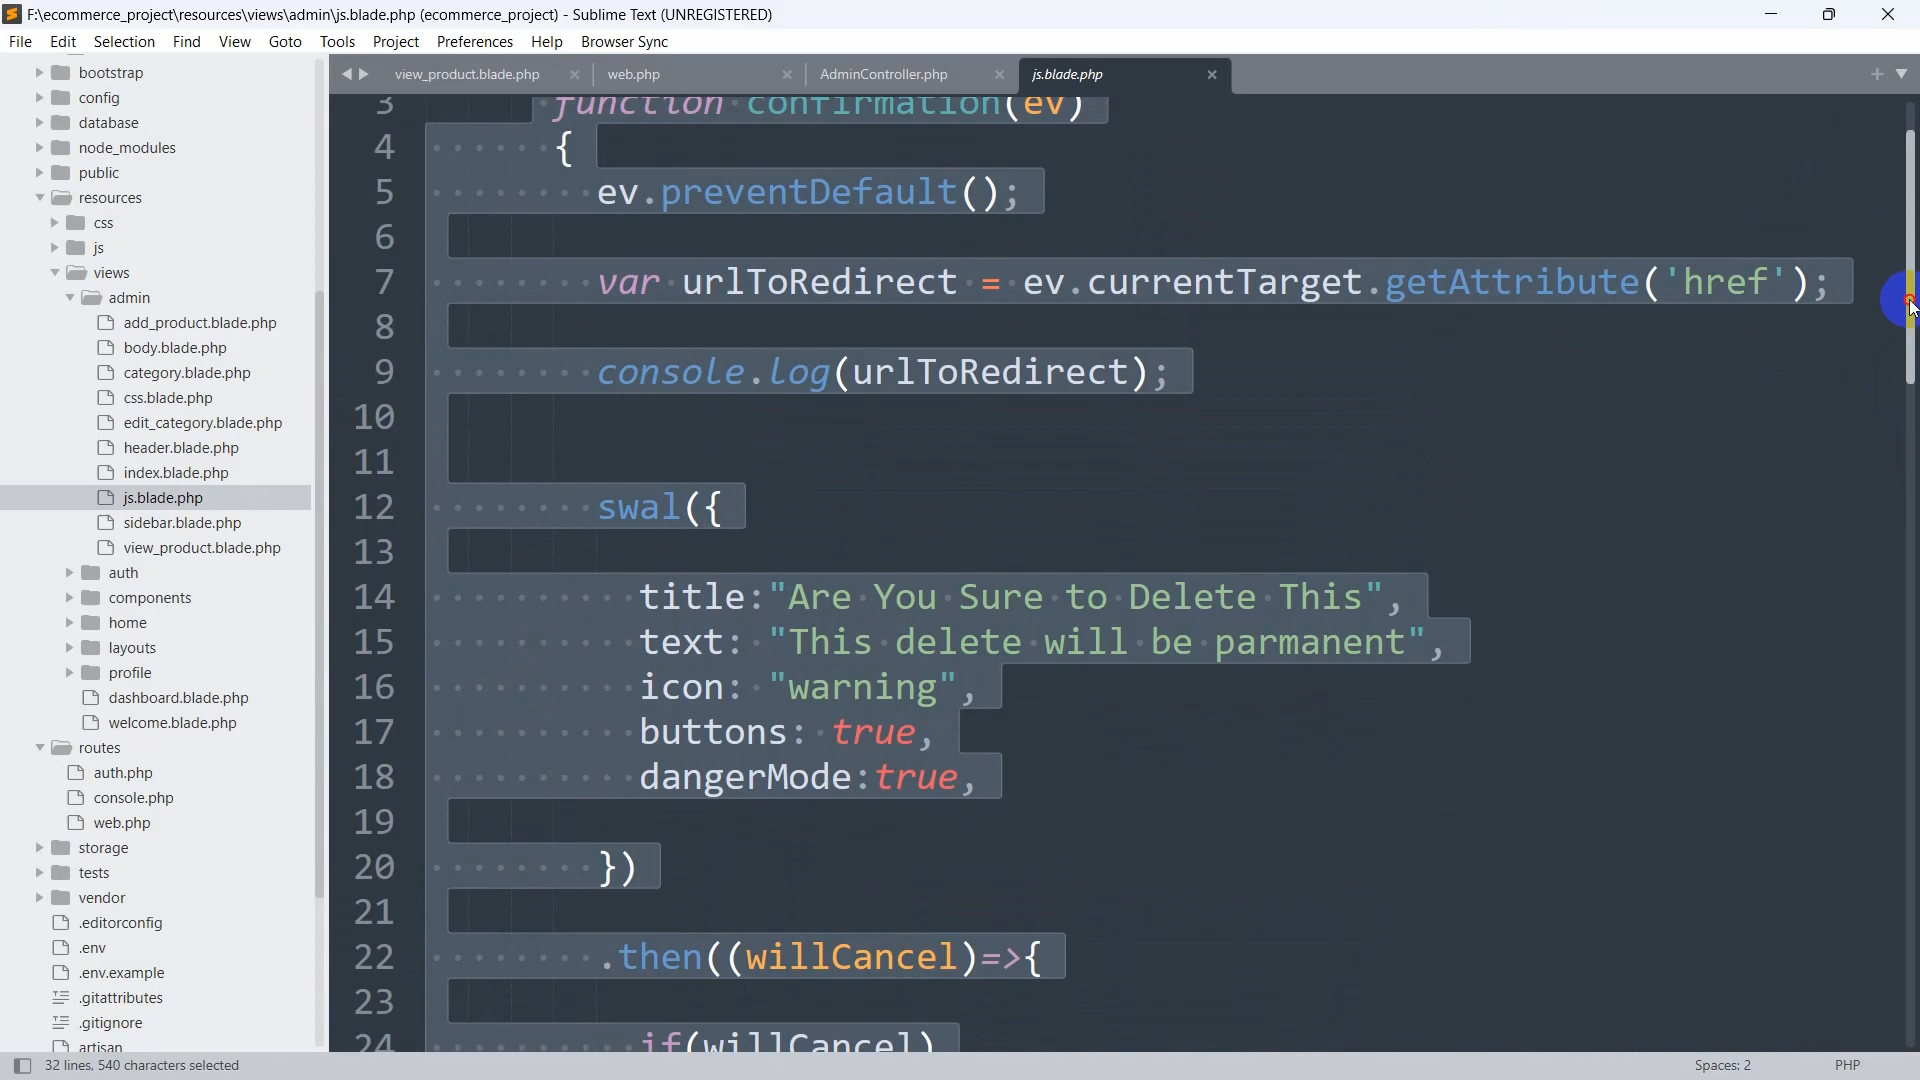 F:\ecommerce_project\resources\views\admin\js.blade.php (ecommerce_project) - Sublime Text (UNREGISTERED)
File Edit Selection Find View Goto Tools Project Preferences Help Browser Sync
view_product.blade.php
web.php
AdminController.php
js.blade.php
bootstrap
config
database
node_modules
public
resources
css
js
views
admin
add_product.blade.php
body.blade.php
category.blade.php
css.blade.php
edit_category.blade.php
header.blade.php
index.blade.php
js.blade.php
sidebar.blade.php
view_product.blade.php
auth
components
home
layouts
profile
dashboard.blade.php
welcome.blade.php
routes
auth.php
console.php
web.php
storage
tests
vendor
.editorconfig
.env
.env.example
.gitattributes
.gitignore
artisan
3 function confirmation(ev)
4 {
5 ev.preventDefault();
6
7 var urlToRedirect = ev.currentTarget.getAttribute('href');
8
9 console.log(urlToRedirect);
10
11
12 swal({
13
14 title:"Are You Sure to Delete This",
15 text: "This delete will be parmanent",
16 icon: "warning",
17 buttons: true,
18 dangerMode:true,
19
20 })
21
22 .then((willCancel)=>{
23
24 if(willCancel)
32 lines, 540 characters selected
Spaces: 2
PHP